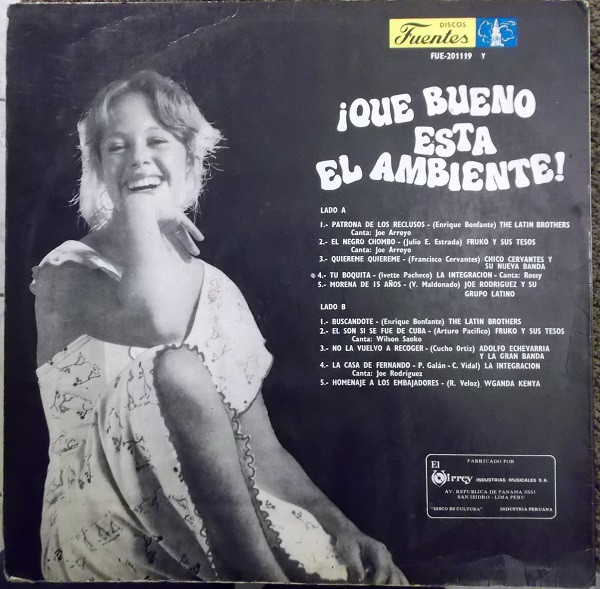 DISCOS
Fuentes
FUE-201119 Y
¡QUE BUENO
ESTA
EL AMBIENTE!
LADO A
1.- PATRONA DE LOS RECLUSOS - (Enrique Bonfante) THE LATIN BROTHERS
Canta: Joe Arroyo
2.- EL NEGRO CHOMBO - (Julio E. Estrada) FRUKO Y SUS TESOS
Canta: Joe Arroyo
3.- QUIEREME QUIEREME - (Francisco Cervantes) CHICO CERVANTES Y
SU NUEVA BANDA
4.- TU BOQUITA - (Ivette Pacheco) LA INTEGRACION - Canta: Rossy
5.- MORENA DE 15 AÑOS - (V. Maldonado) JOE RODRIGUEZ Y SU
GRUPO LATINO
LADO B
1.- BUSCANDOTE - (Enrique Bonfante) THE LATIN BROTHERS
2.- EL SON SI SE FUE DE CUBA - (Arturo Pacífico) FRUKO Y SUS TESOS
Canta: Wilson Saoko
3.- NO LA VUELVO A RECOGER - (Cucho Ortiz) ADOLFO ECHEVARRIA
Y LA GRAN BANDA
4.- LA CASA DE FERNANDO - P. Galán - C. Vidal) LA INTEGRACION
Canta: Joe Rodríguez
5.- HOMENAJE A LOS EMBAJADORES - (R. Veloz) WGANDA KENYA
FABRICADO POR
El Virrey INDUSTRIAS MUSICALES S.A.
AV. REPUBLICA DE PANAMA 3551
SAN ISIDRO - LIMA PERU
"DISCO ES CULTURA" INDUSTRIA PERUANA